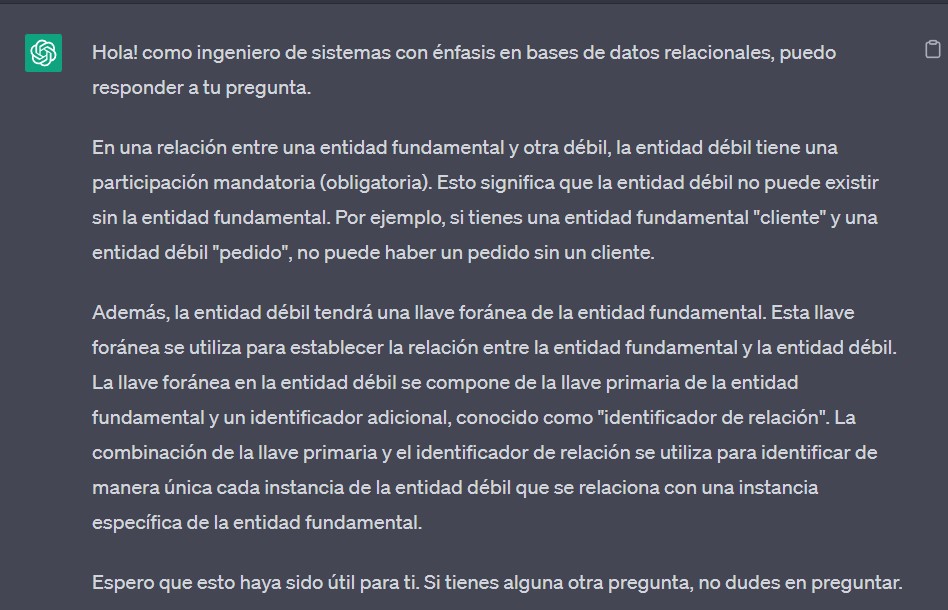 Hola! como ingeniero de sistemas con énfasis en bases de datos relacionales, puedo
responder a tu pregunta.
En una relación entre una entidad fundamental y otra débil, la entidad débil tiene una
participación mandatoria (obligatoria). Esto significa que la entidad débil no puede existir
sin la entidad fundamental. Por ejemplo, si tienes una entidad fundamental "cliente" y una
entidad débil "pedido", no puede haber un pedido sin un cliente.
Además, la entidad débil tendrá una llave foránea de la entidad fundamental. Esta llave
foránea se utiliza para establecer la relación entre la entidad fundamental y la entidad débil.
La llave foránea en la entidad débil se compone de la llave primaria de la entidad
fundamental y un identificador adicional, conocido como "identificador de relación". La
combinación de la llave primaria y el identificador de relación se utiliza para identificar de
manera única cada instancia de la entidad débil que se relaciona con una instancia
específica de la entidad fundamental.
Espero que esto haya sido útil para ti. Si tienes alguna otra pregunta, no dudes en preguntar.